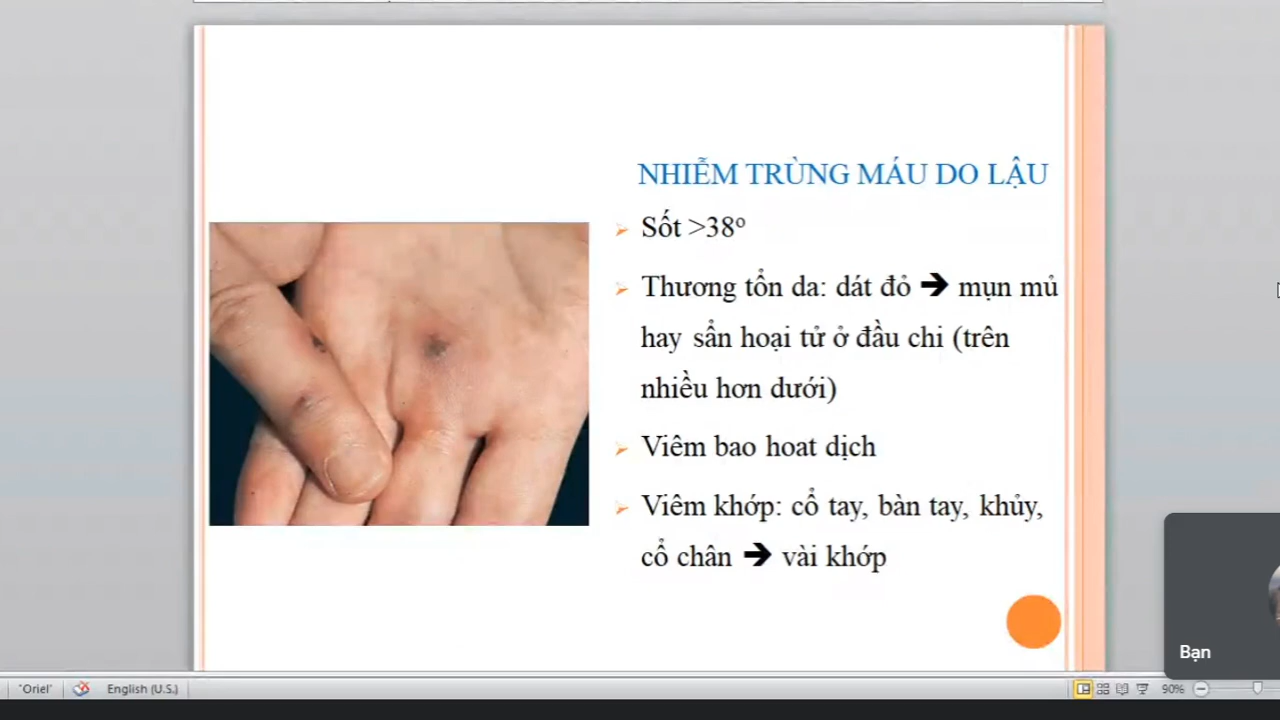 NHIỄM TRÙNG MÁU DO LẬU
Sốt >38º
Thương tổn da: dát đỏ ➔ mụn mủ
hay sẩn hoại tử ở đầu chi (trên
nhiều hơn dưới)
Viêm bao hoat dịch
Viêm khớp: cổ tay, bàn tay, khủy,
cổ chân ➔ vài khớp
Bạn
"Oriel"
English (U.S.)
90%